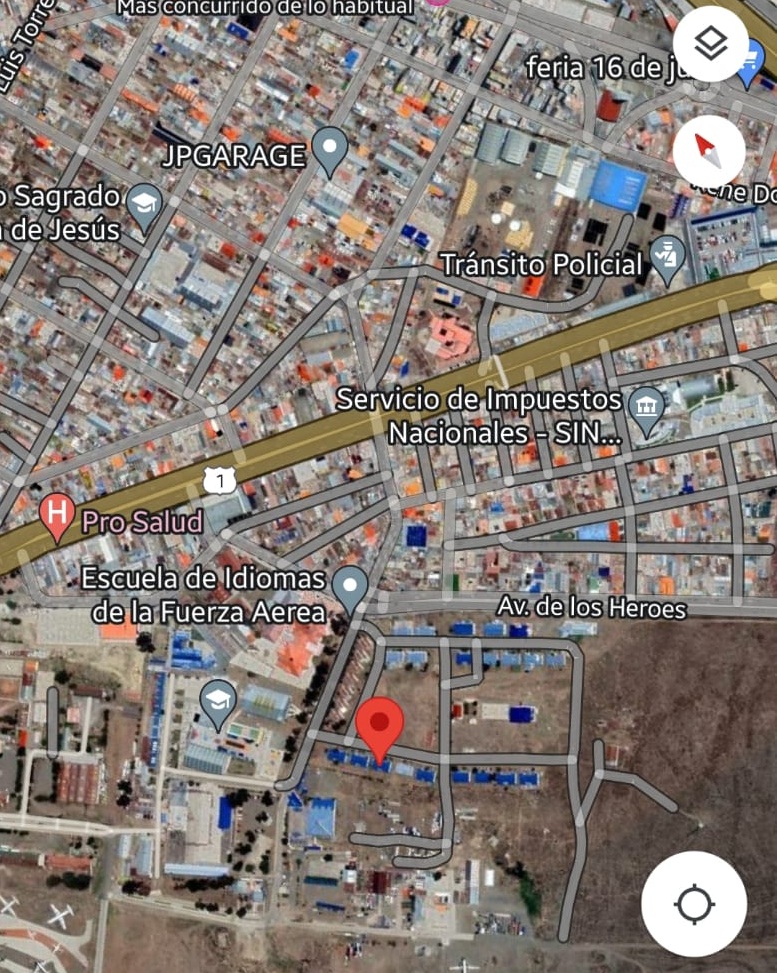 Más concurrido de lo habitual
Luis Torre
feria 16 de ju
JPGARAGE
o Sagrado
n de Jesús
René Do
Tránsito Policial
Servicio de Impuestos
Nacionales - SIN...
1
H
Pro Salud
Escuela de Idiomas
de la Fuerza Aerea
Av. de los Heroes